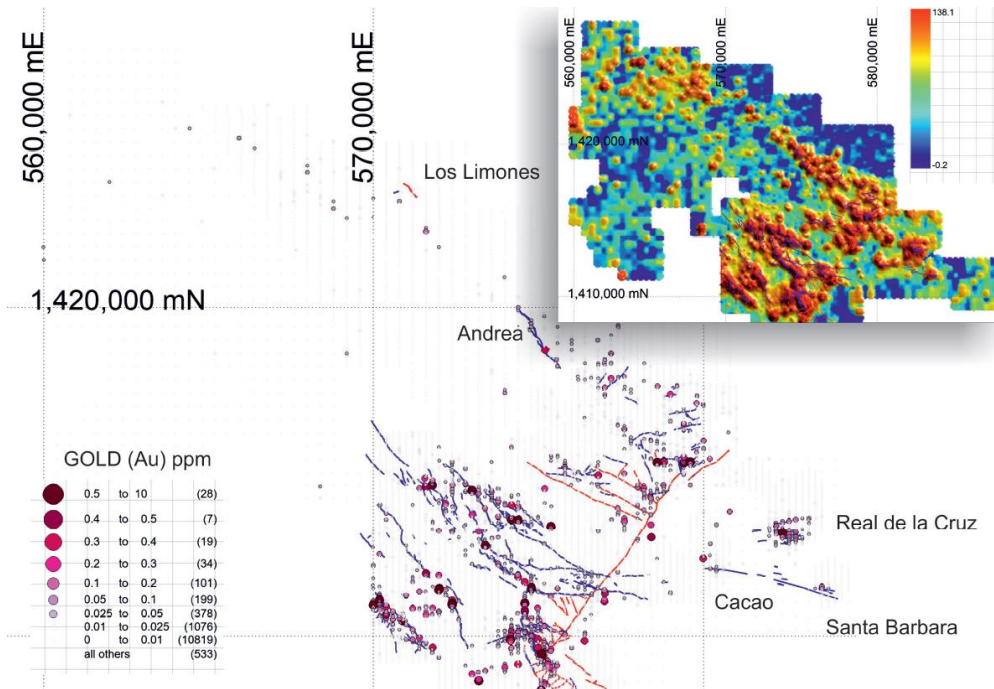 560,000 mE
570,000 mE
Los Limones
1,420,000 mN
Andrea
Real de la Cruz
Cacao
Santa Barbara
GOLD (Au) ppm
0.5 to 10 (28)
0.4 to 0.5 (7)
0.3 to 0.4 (19)
0.2 to 0.3 (34)
0.1 to 0.2 (101)
0.05 to 0.1 (199)
0.025 to 0.05 (378)
0.01 to 0.025 (1076)
0 to 0.01 (10819)
all others (533)
560,000 mE
570,000 mE
580,000 mE
138.1
-0.2
1,420,000 mN
1,410,000 mN